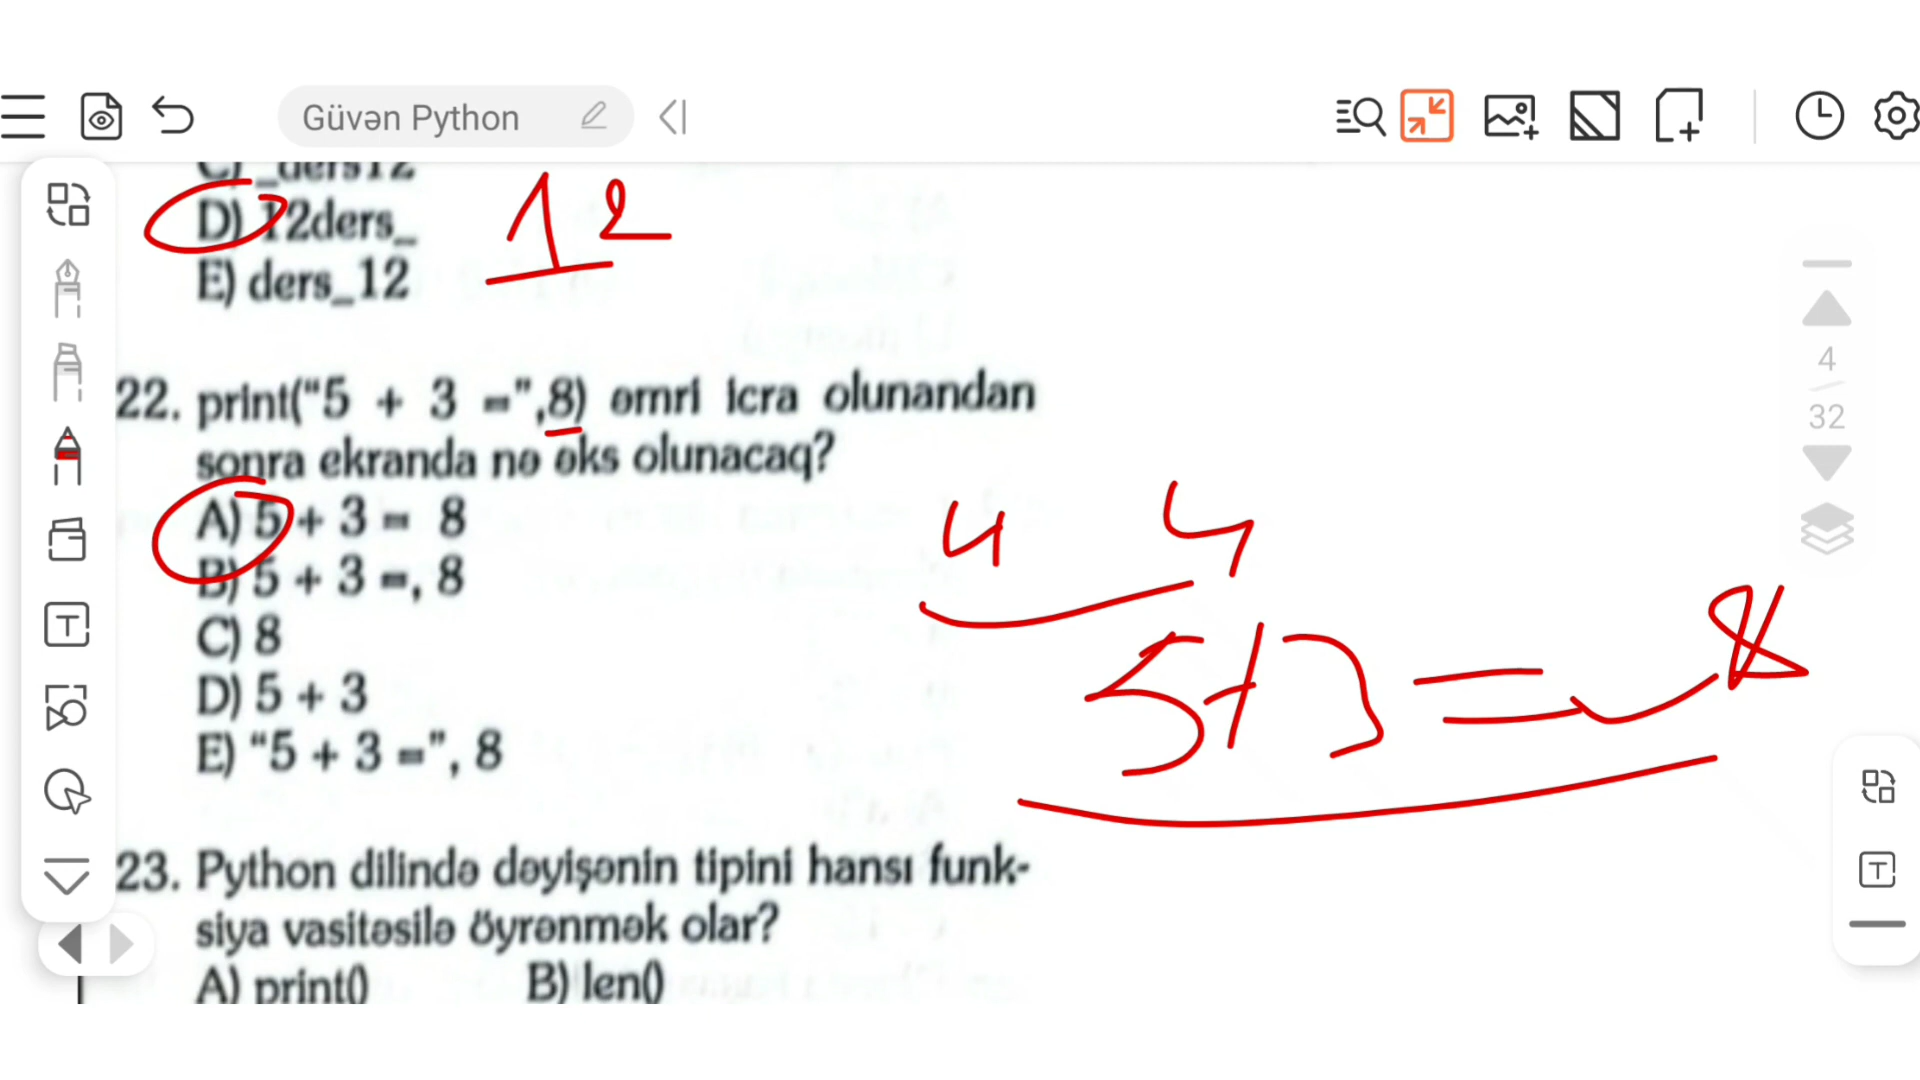 Güvən Python
C) _ders12
D) 12ders_
E) ders_12
12
22. print("5 + 3 =",8) əmri icra olunandan
sonra ekranda nə əks olunacaq?
A) 5 + 3 = 8
B) 5 + 3 =, 8
C) 8
D) 5 + 3
E) "5 + 3 =", 8
5+3 = 8
23. Python dilində dəyişənin tipini hansı funk-
siya vasitəsilə öyrənmək olar?
A) print() B) len()
4
32